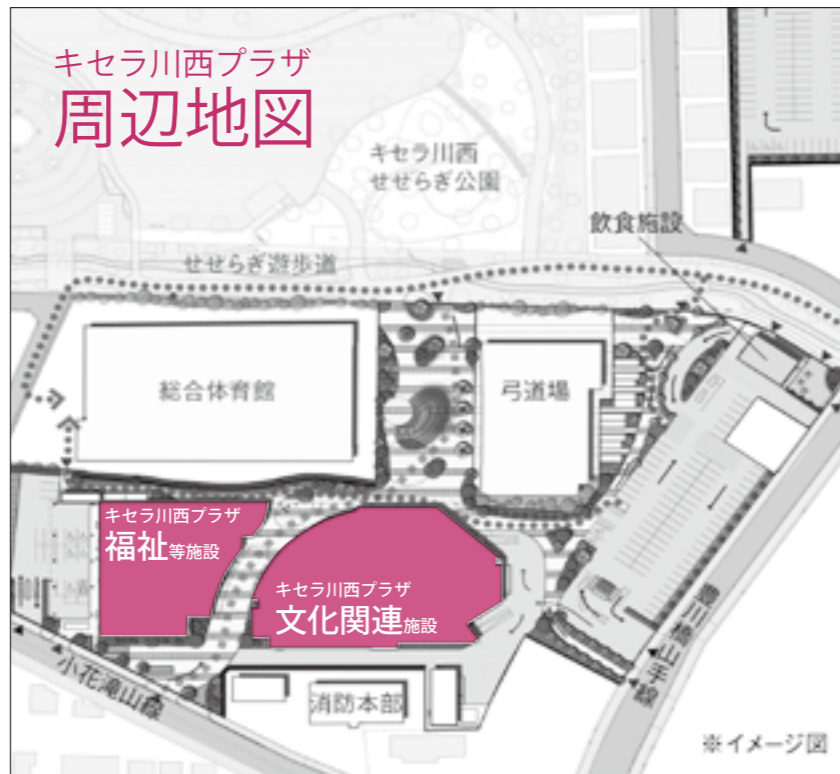 キセラ川西プラザ
周辺地図
キセラ川西
せせらぎ公園
飲食施設
せせらぎ遊歩道
総合体育館
弓道場
キセラ川西プラザ
福祉等施設
キセラ川西プラザ
文化関連施設
豊川橋山手線
小花滝山線
消防本部
※イメージ図